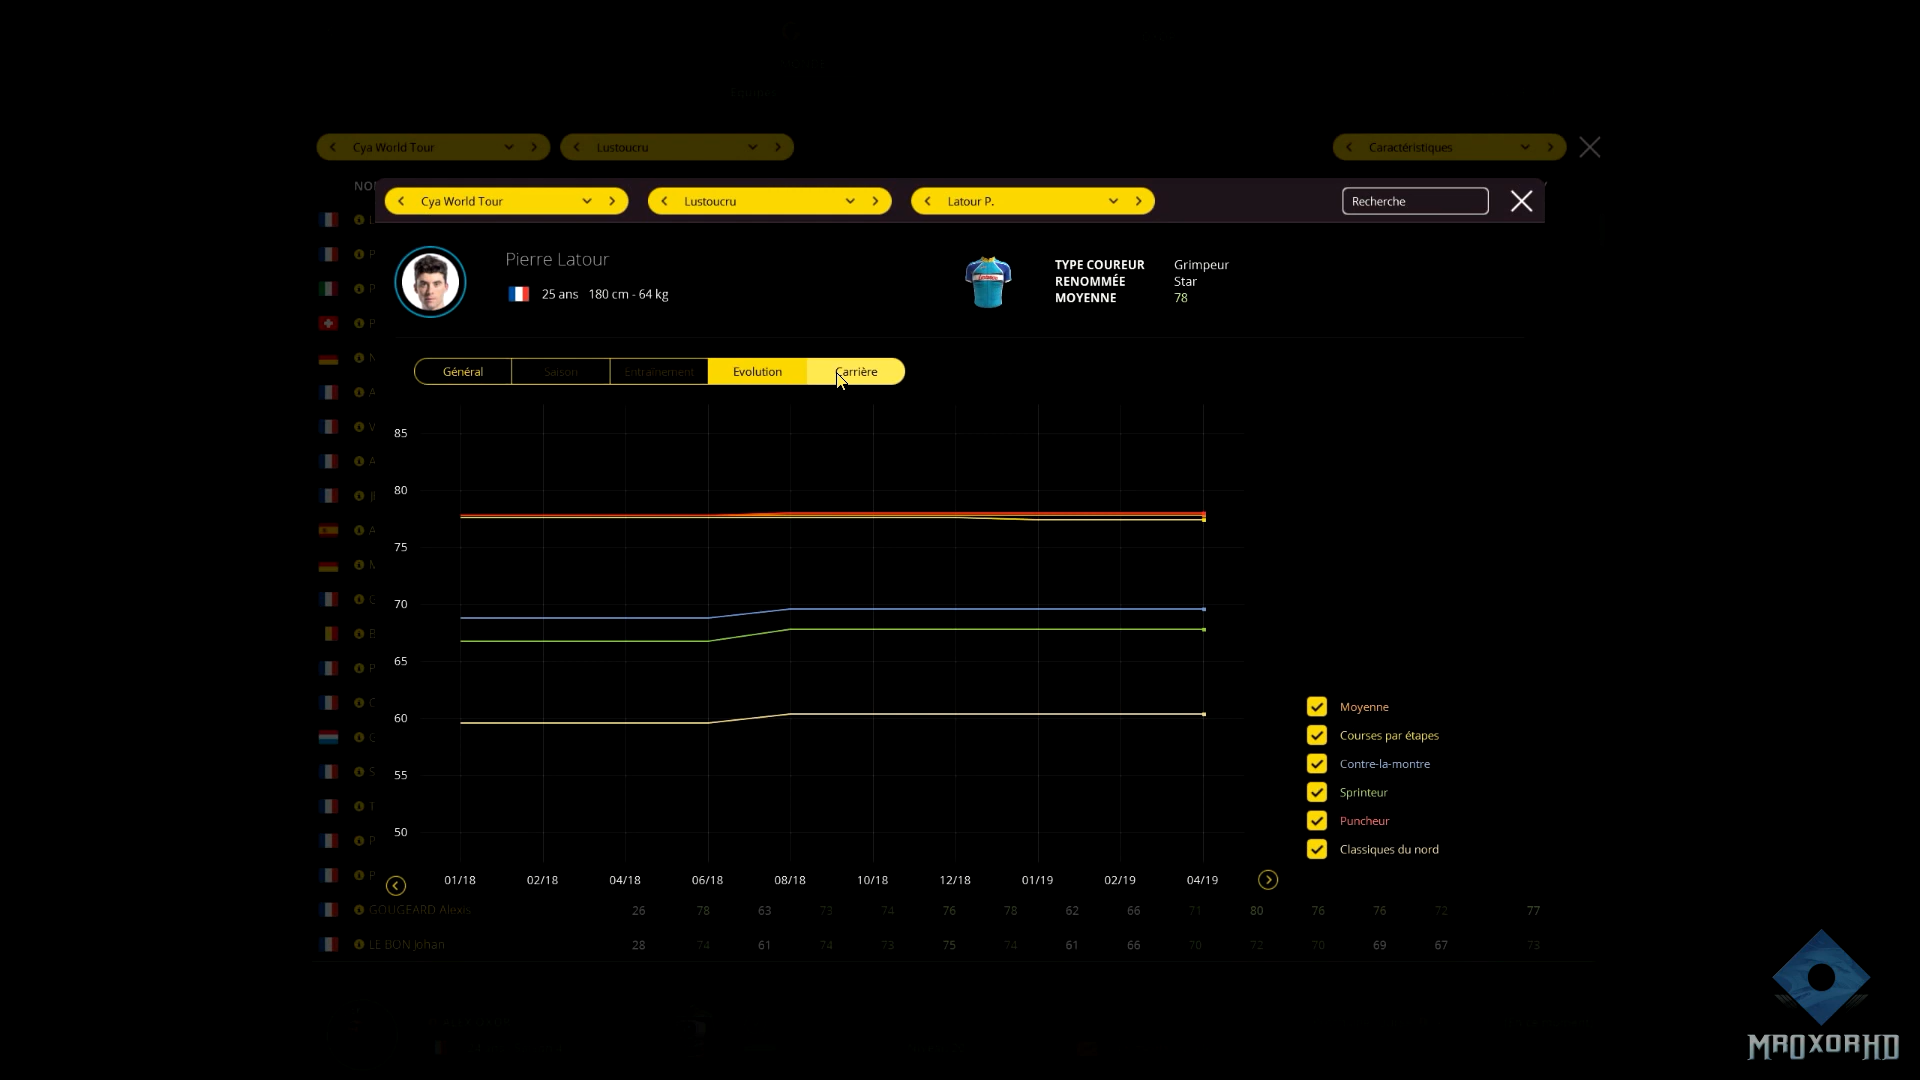 Cya World Tour
Lustoucru
Caractéristiques
Cya World Tour
Lustoucru
Latour P.
Recherche
Pierre Latour
25 ans 180 cm - 64 kg
TYPE COUREUR Grimpeur
RENOMMÉE Star
MOYENNE 78
Général
Saison
Entraînement
Evolution
Carrière
85
80
75
70
65
60
55
50
Moyenne
Courses par étapes
Contre-la-montre
Sprinteur
Puncheur
Classiques du nord
01/18 02/18 04/18 06/18 08/18 10/18 12/18 01/19 02/19 04/19
GOUGEARD Alexis 26 78 63 73 74 76 78 62 66 71 80 76 76 72 77
LE BON Johan 28 74 61 74 73 75 74 61 66 70 72 70 69 67 73
MROXORHD